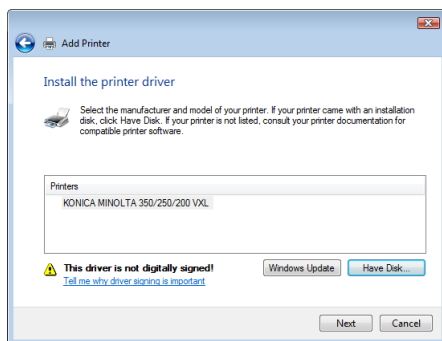 Add Printer
Install the printer driver
Select the manufacturer and model of your printer. If your printer came with an installation
disk, click Have Disk. If your printer is not listed, consult your printer documentation for
compatible printer software.
Printers
KONICA MINOLTA 350/250/200 VXL
This driver is not digitally signed!
Tell me why driver signing is important
Windows Update
Have Disk...
Next
Cancel